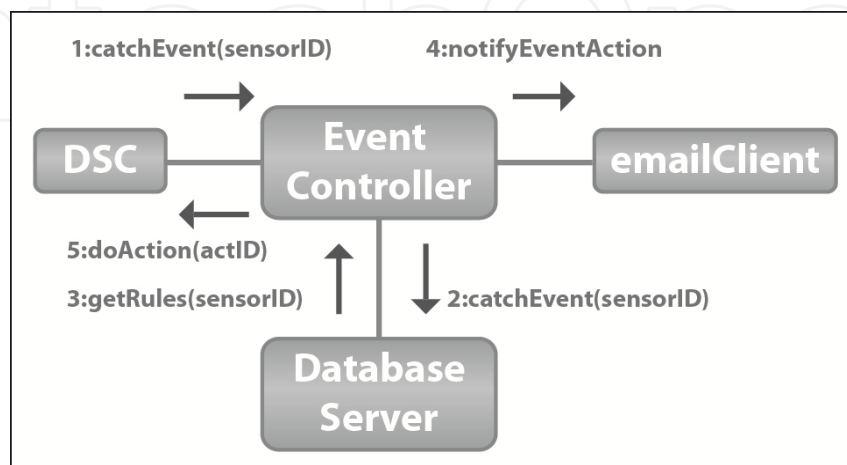 1:catchEvent(sensorID)
4:notifyEventAction
DSC
Event
Controller
emailClient
5:doAction(actID)
3:getRules(sensorID)
2:catchEvent(sensorID)
Database
Server